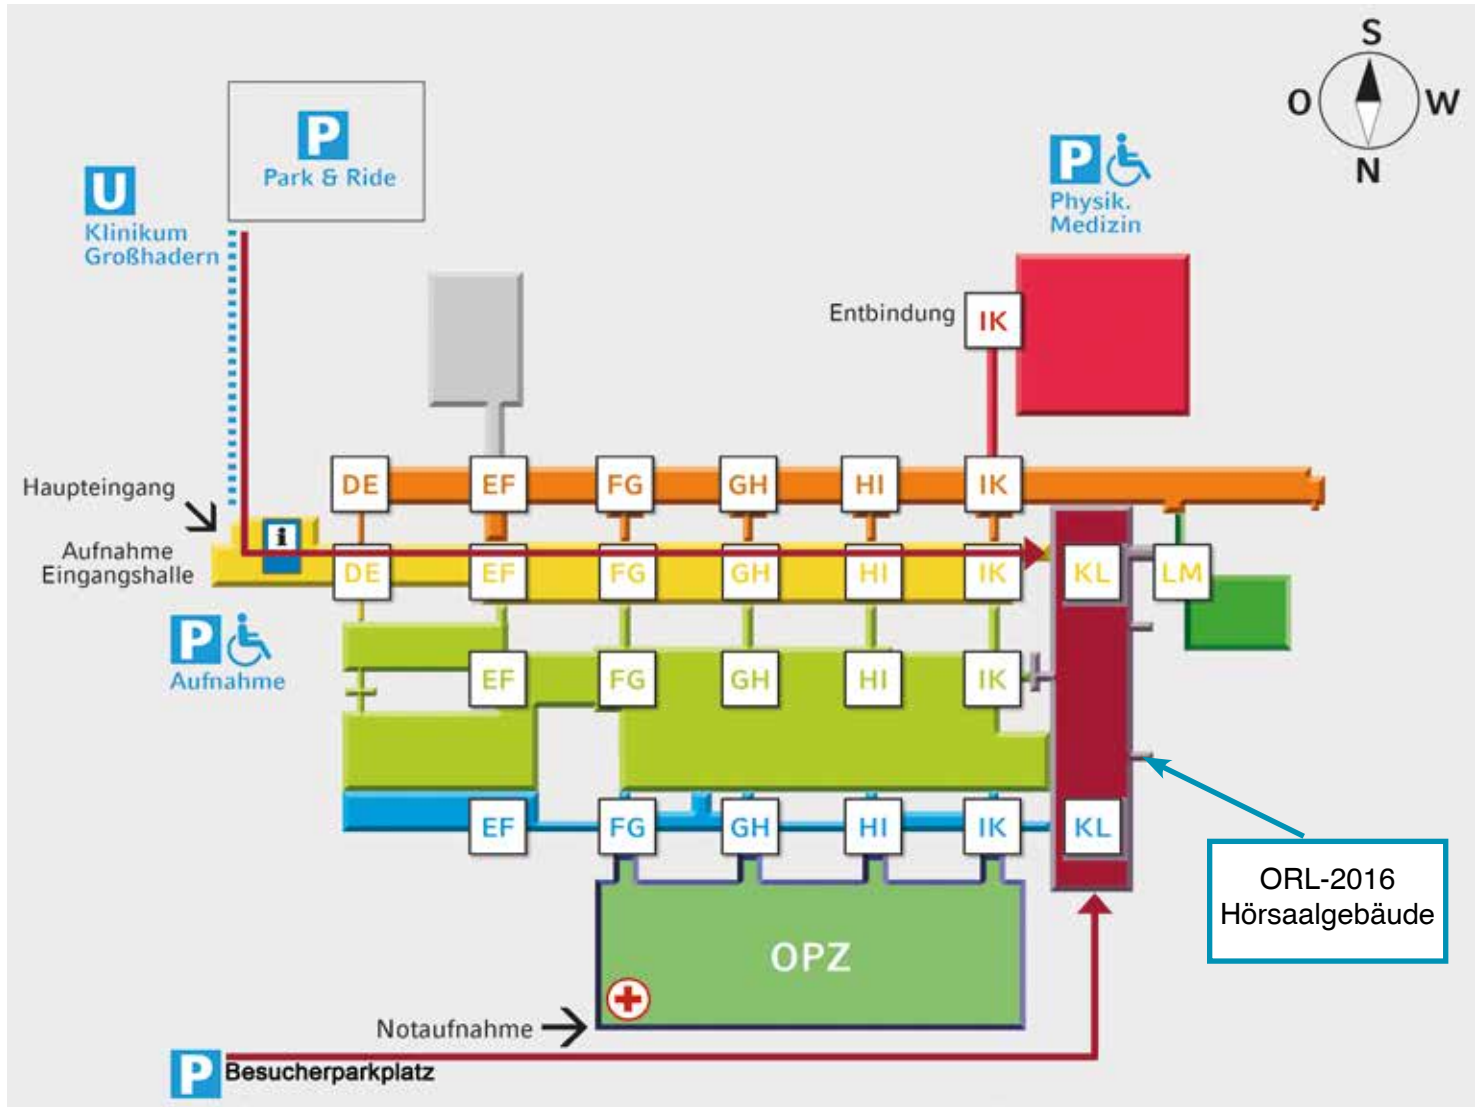 S
O
W
N
P
Park & Ride
U
Klinikum
Großhadern
P
Physik.
Medizin
Entbindung
IK
Haupteingang
DE
EF
FG
GH
HI
IK
i
Aufnahme
Eingangshalle
DE
EF
FG
GH
HI
IK
KL
LM
P
Aufnahme
EF
FG
GH
HI
IK
EF
FG
GH
HI
IK
KL
ORL-2016
Hörsaalgebäude
OPZ
Notaufnahme
P
Besucherparkplatz